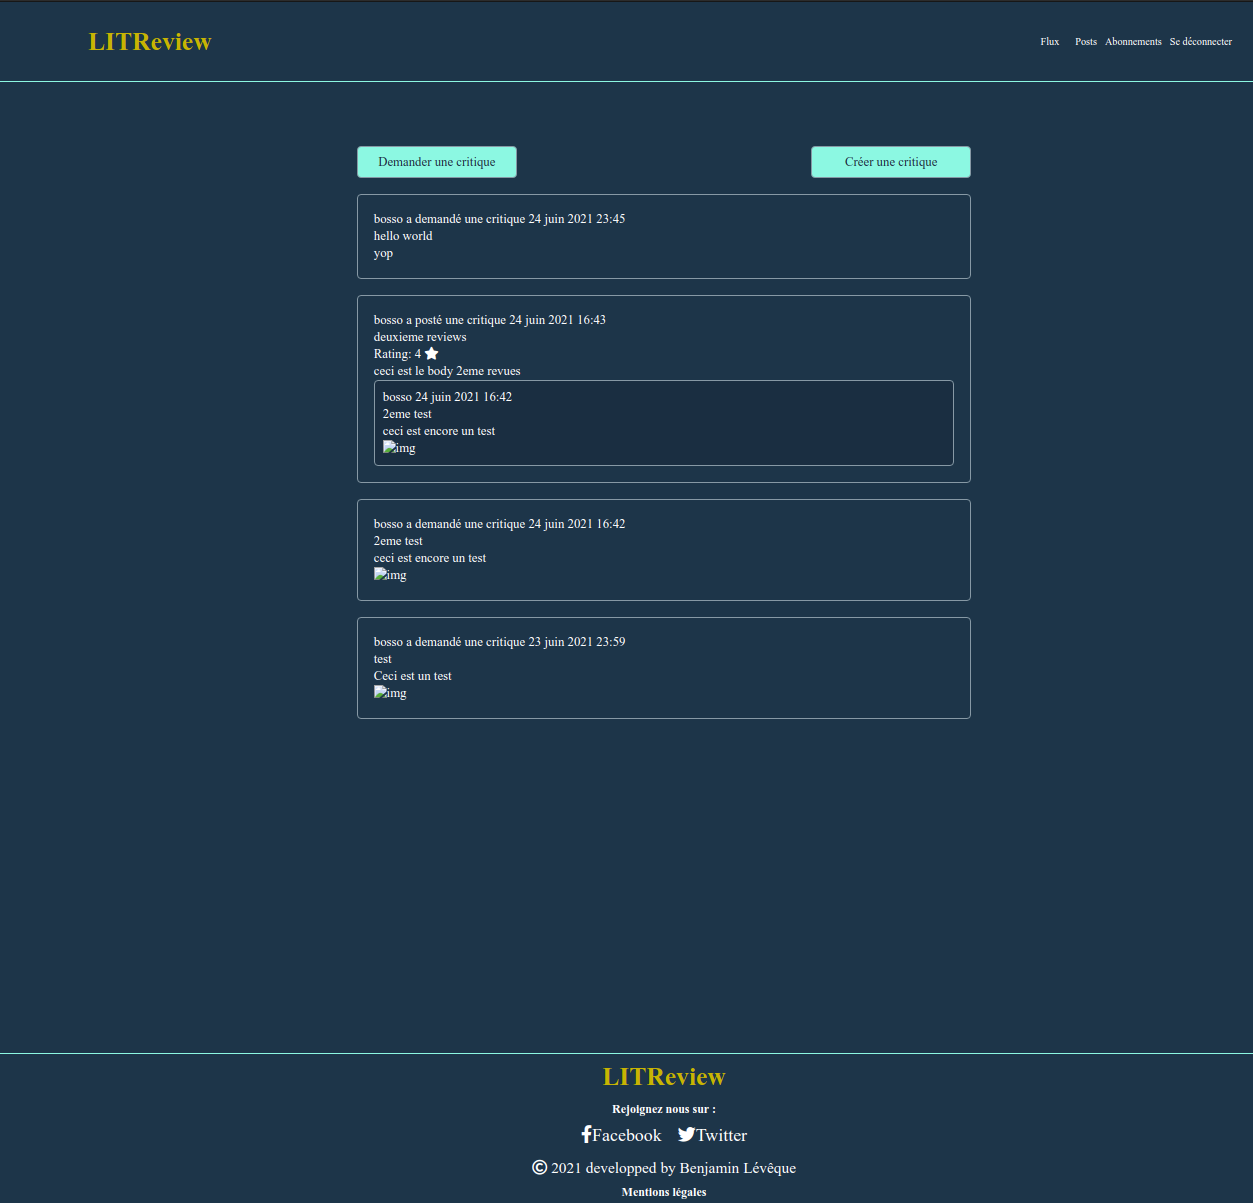 LITReview
Flux Posts Abonnements Se déconnecter
Demander une critique Créer une critique
bosso a demandé une critique 24 juin 2021 23:45
hello world
yop
bosso a posté une critique 24 juin 2021 16:43
deuxieme reviews
Rating: 4
ceci est le body 2eme revues
bosso 24 juin 2021 16:42
2eme test
ceci est encore un test
img
bosso a demandé une critique 24 juin 2021 16:42
2eme test
ceci est encore un test
img
bosso a demandé une critique 23 juin 2021 23:59
test
Ceci est un test
img
LITReview
Rejoignez nous sur :
Facebook Twitter
© 2021 developped by Benjamin Lévêque
Mentions légales